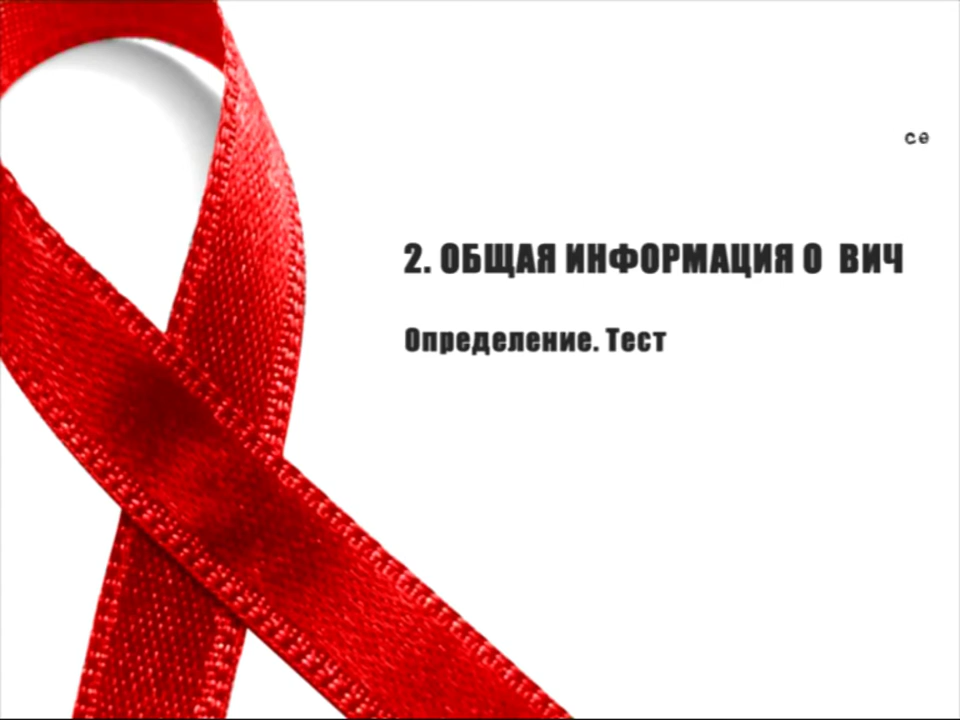 се
2. ОБЩАЯ ИНФОРМАЦИЯ О ВИЧ
Определение. Тест